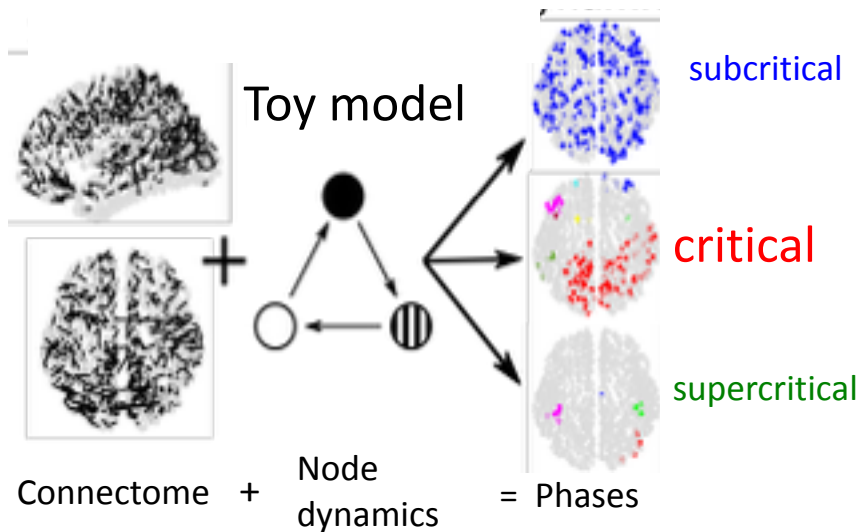 subcritical
Toy model
critical
+
supercritical
Connectome + Node dynamics = Phases